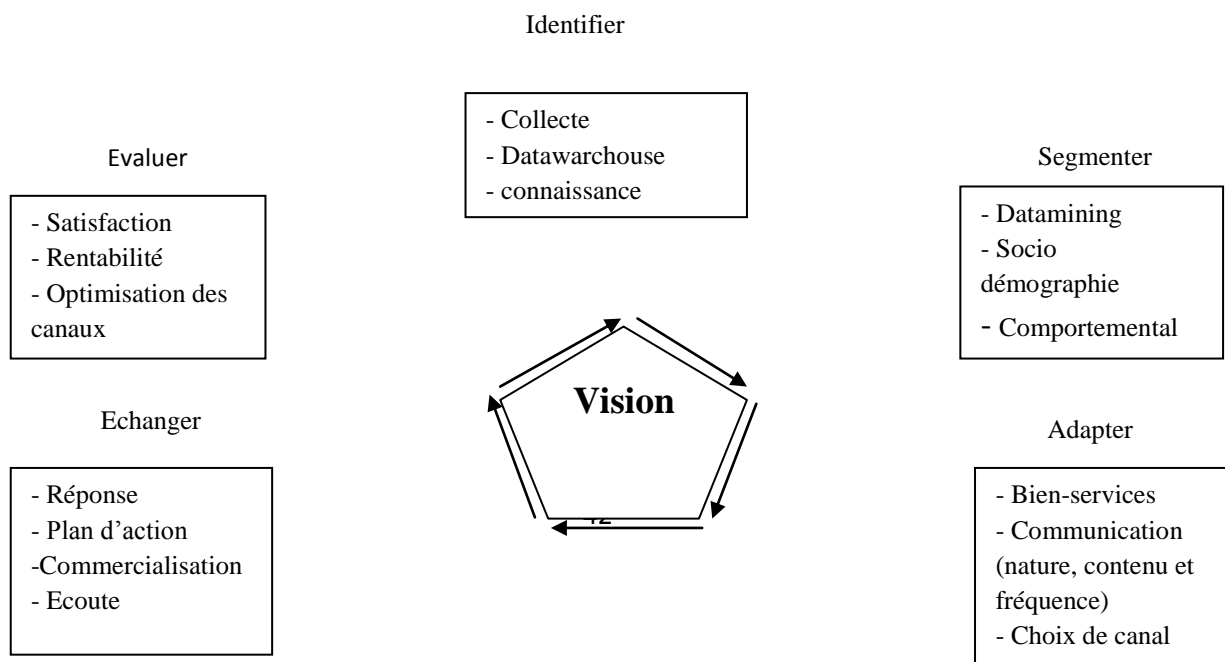 Identifier
- Collecte
- Datawarchouse
- connaissance
Evaluer
- Satisfaction
- Rentabilité
- Optimisation des
canaux
Segmenter
- Datamining
- Socio
démographie
- Comportemental
Vision
Echanger
- Réponse
- Plan d’action
-Commercialisation
- Ecoute
Adapter
- Bien-services
- Communication
(nature, contenu et
fréquence)
- Choix de canal